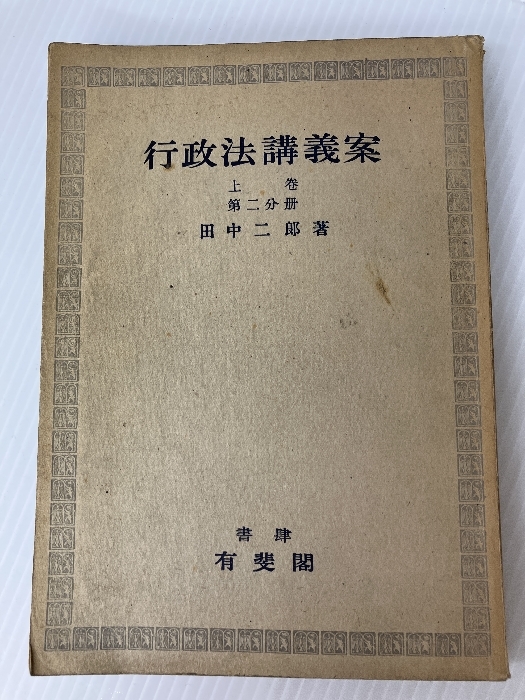 行政法講義案
上巻
第二分册
田中二郎著
書肆
有斐閣